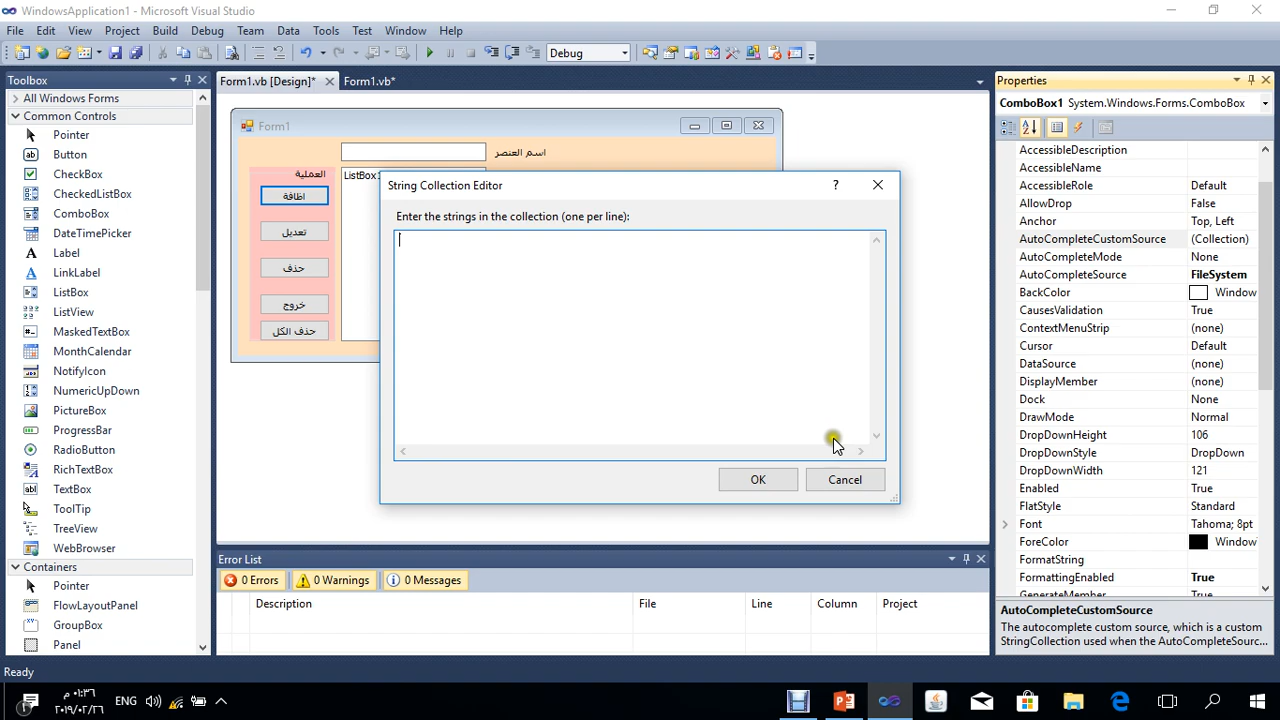 WindowsApplication1 - Microsoft Visual Studio
File Edit View Project Build Debug Team Data Tools Test Window Help
Debug
Toolbox
All Windows Forms
Common Controls
Pointer
Button
CheckBox
CheckedListBox
ComboBox
DateTimePicker
Label
LinkLabel
ListBox
ListView
MaskedTextBox
MonthCalendar
NotifyIcon
NumericUpDown
PictureBox
ProgressBar
RadioButton
RichTextBox
TextBox
ToolTip
TreeView
WebBrowser
Containers
Pointer
FlowLayoutPanel
GroupBox
Panel
Form1.vb [Design]* Form1.vb*
Form1
اسم العنصر
العملية
ListBox1
اظافة
تعديل
حذف
خروج
حذف الكل
String Collection Editor ?
Enter the strings in the collection (one per line):
OK Cancel
Error List
0 Errors 0 Warnings 0 Messages
Description File Line Column Project
Properties
ComboBox1 System.Windows.Forms.ComboBox
AccessibleDescription
AccessibleName
AccessibleRole Default
AllowDrop False
Anchor Top, Left
AutoCompleteCustomSource (Collection)
AutoCompleteMode None
AutoCompleteSource FileSystem
BackColor Window
CausesValidation True
ContextMenuStrip (none)
Cursor Default
DataSource (none)
DisplayMember (none)
Dock None
DrawMode Normal
DropDownHeight 106
DropDownStyle DropDown
DropDownWidth 121
Enabled True
FlatStyle Standard
Font Tahoma; 8pt
ForeColor Window
FormatString
FormattingEnabled True
GenerateMember True
AutoCompleteCustomSource
The autocomplete custom source, which is a custom
StringCollection used when the AutoCompleteSourc...
Ready
٠١:٣٦ م
٢٠١٩/٠٢/٢٦
ENG